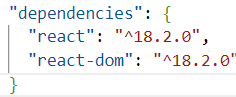 "dependencies": {
"react": "^18.2.0",
"react-dom": "^18.2.0"
}